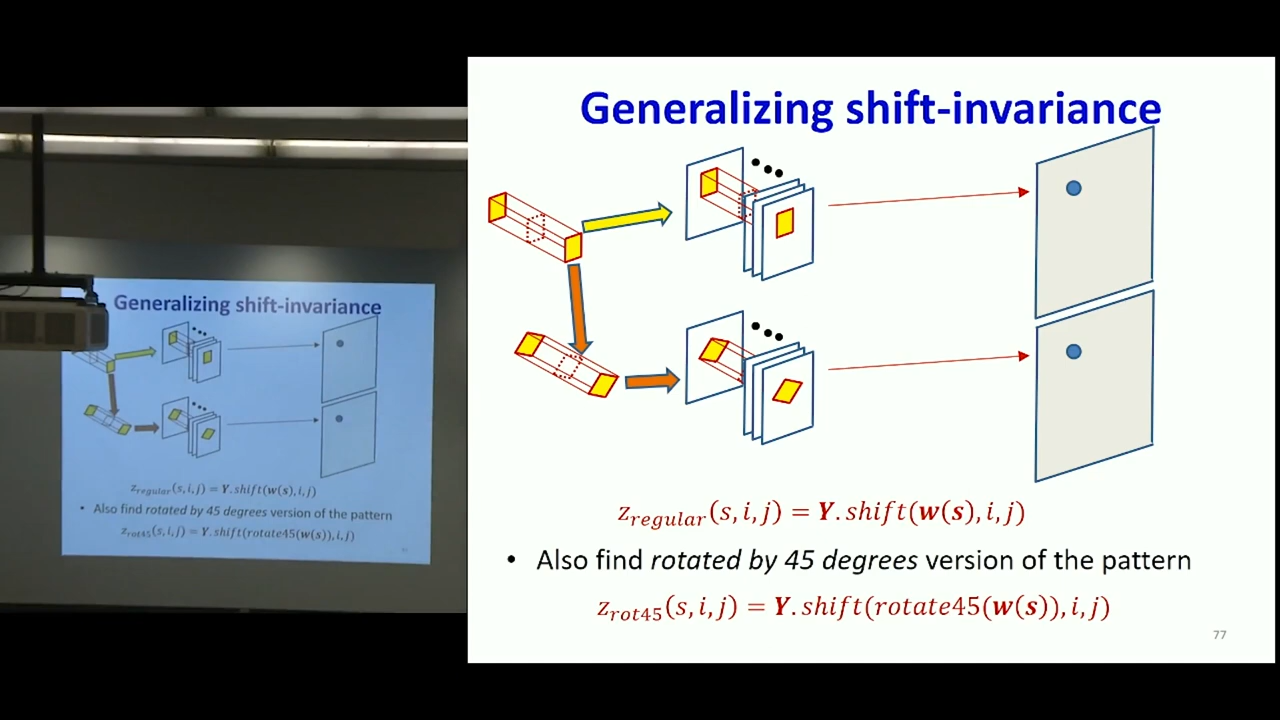 Generalizing shift-invariance
z_regular(s, i, j) = Y.shift(w(s), i, j)
• Also find rotated by 45 degrees version of the pattern
z_rot45(s, i, j) = Y.shift(rotate45(w(s)), i, j)
77
Generalizing shift-invariance
z_regular(s, i, j) = Y.shift(w(s), i, j)
• Also find rotated by 45 degrees version of the pattern
z_rot45(s, i, j) = Y.shift(rotate45(w(s)), i, j)